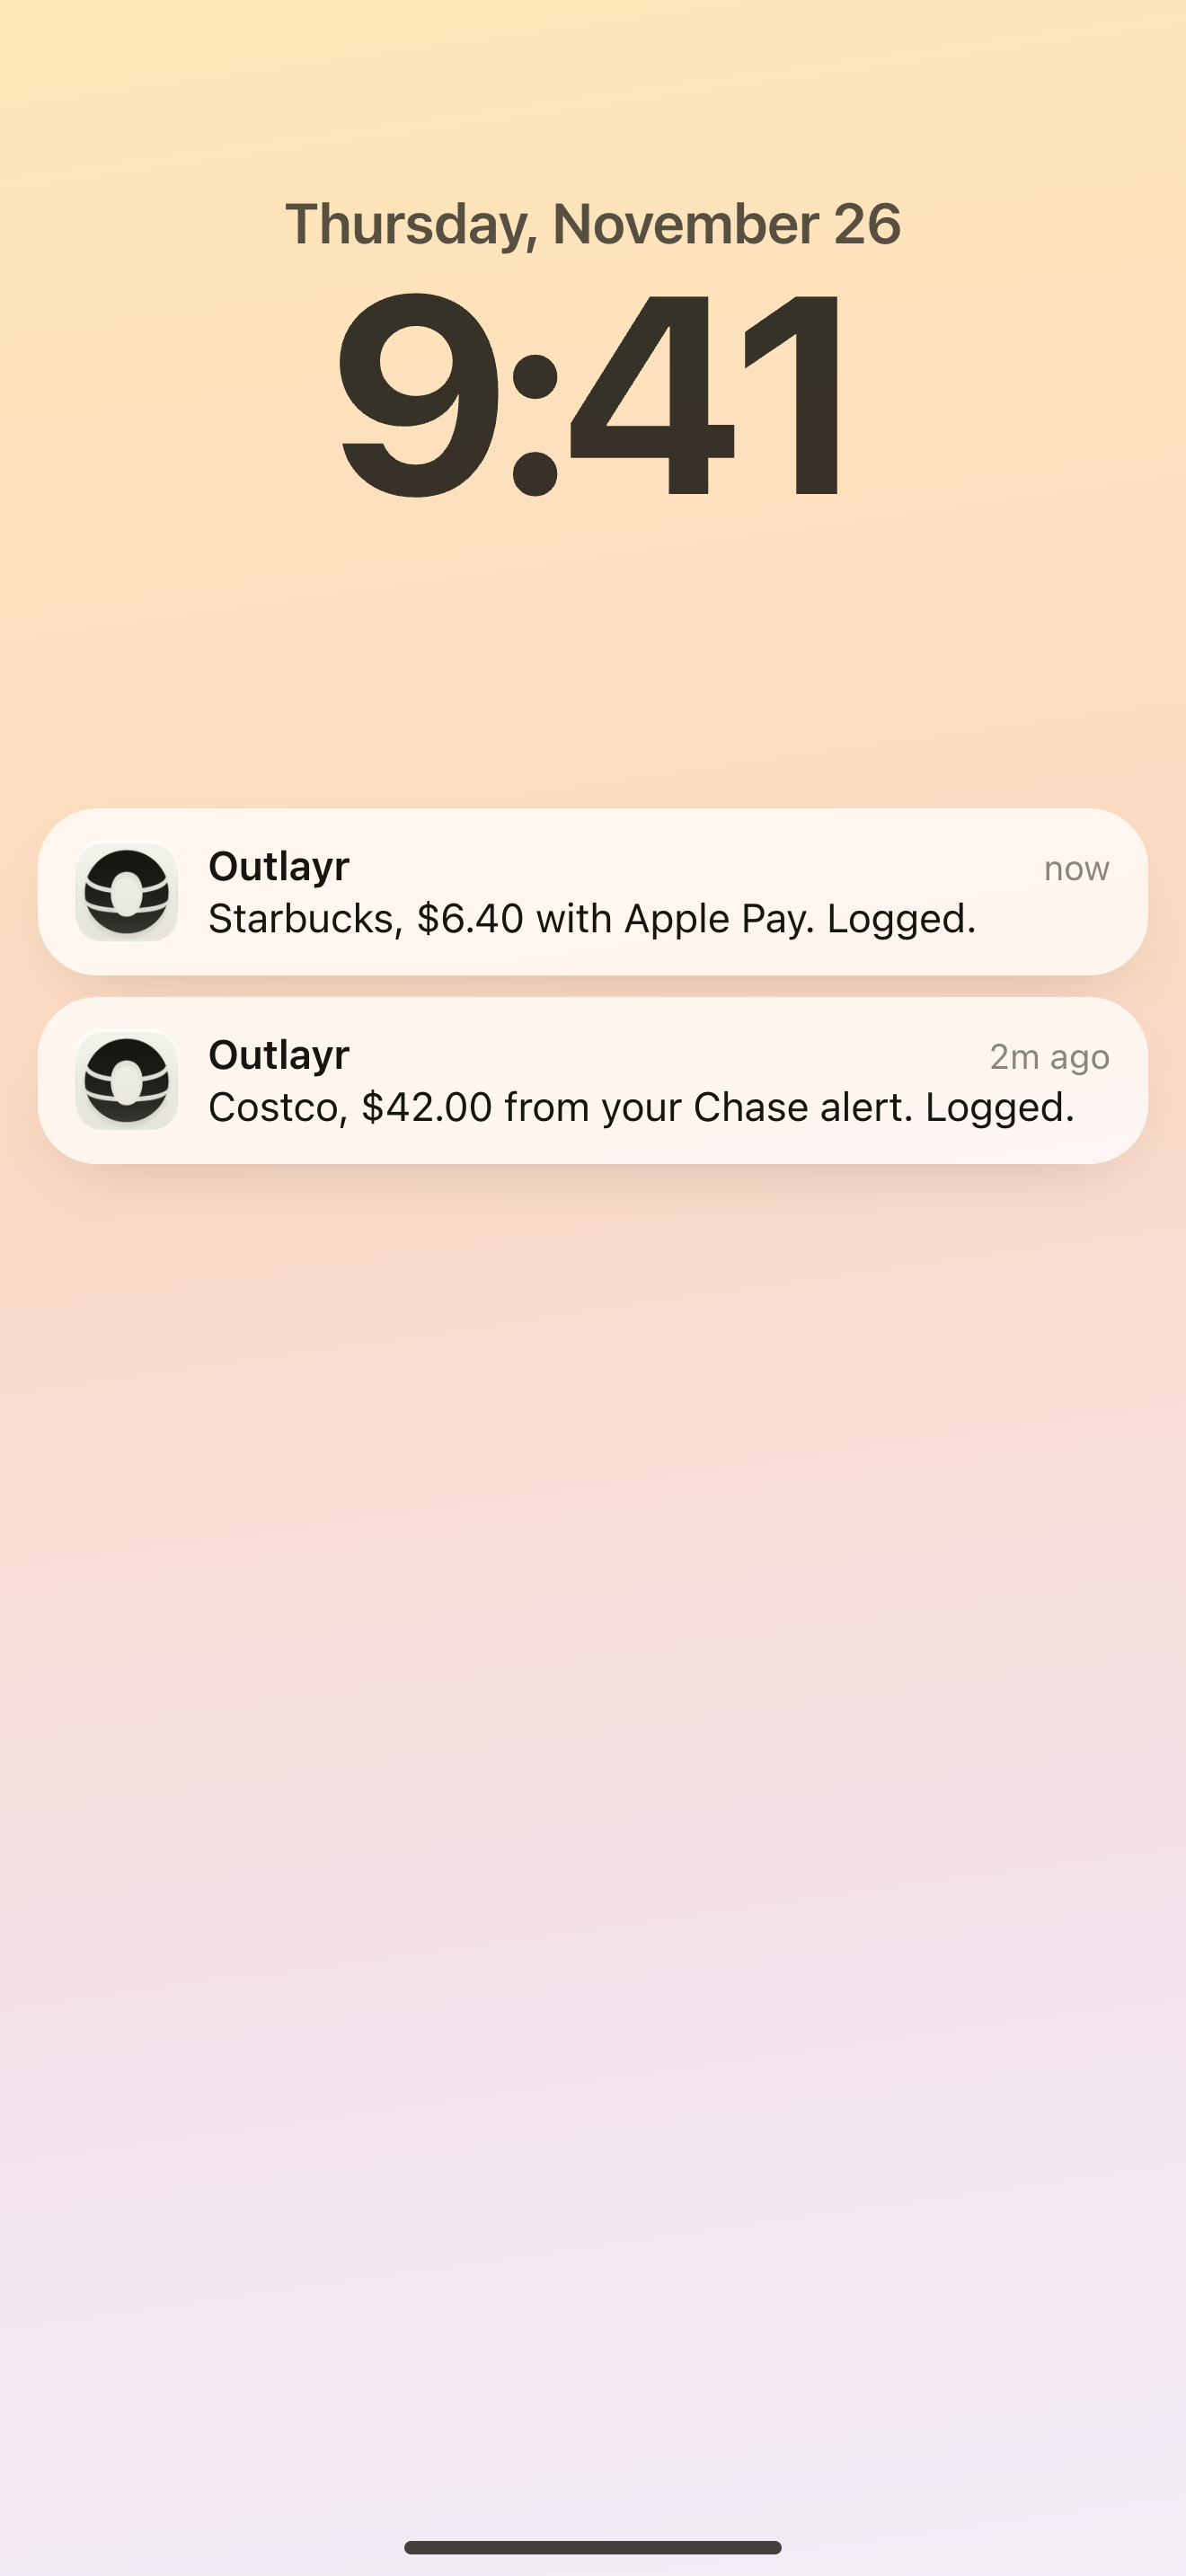 Thursday, November 26
9:41
Outlayr
now
Starbucks, $6.40 with Apple Pay. Logged.
Outlayr
2m ago
Costco, $42.00 from your Chase alert. Logged.